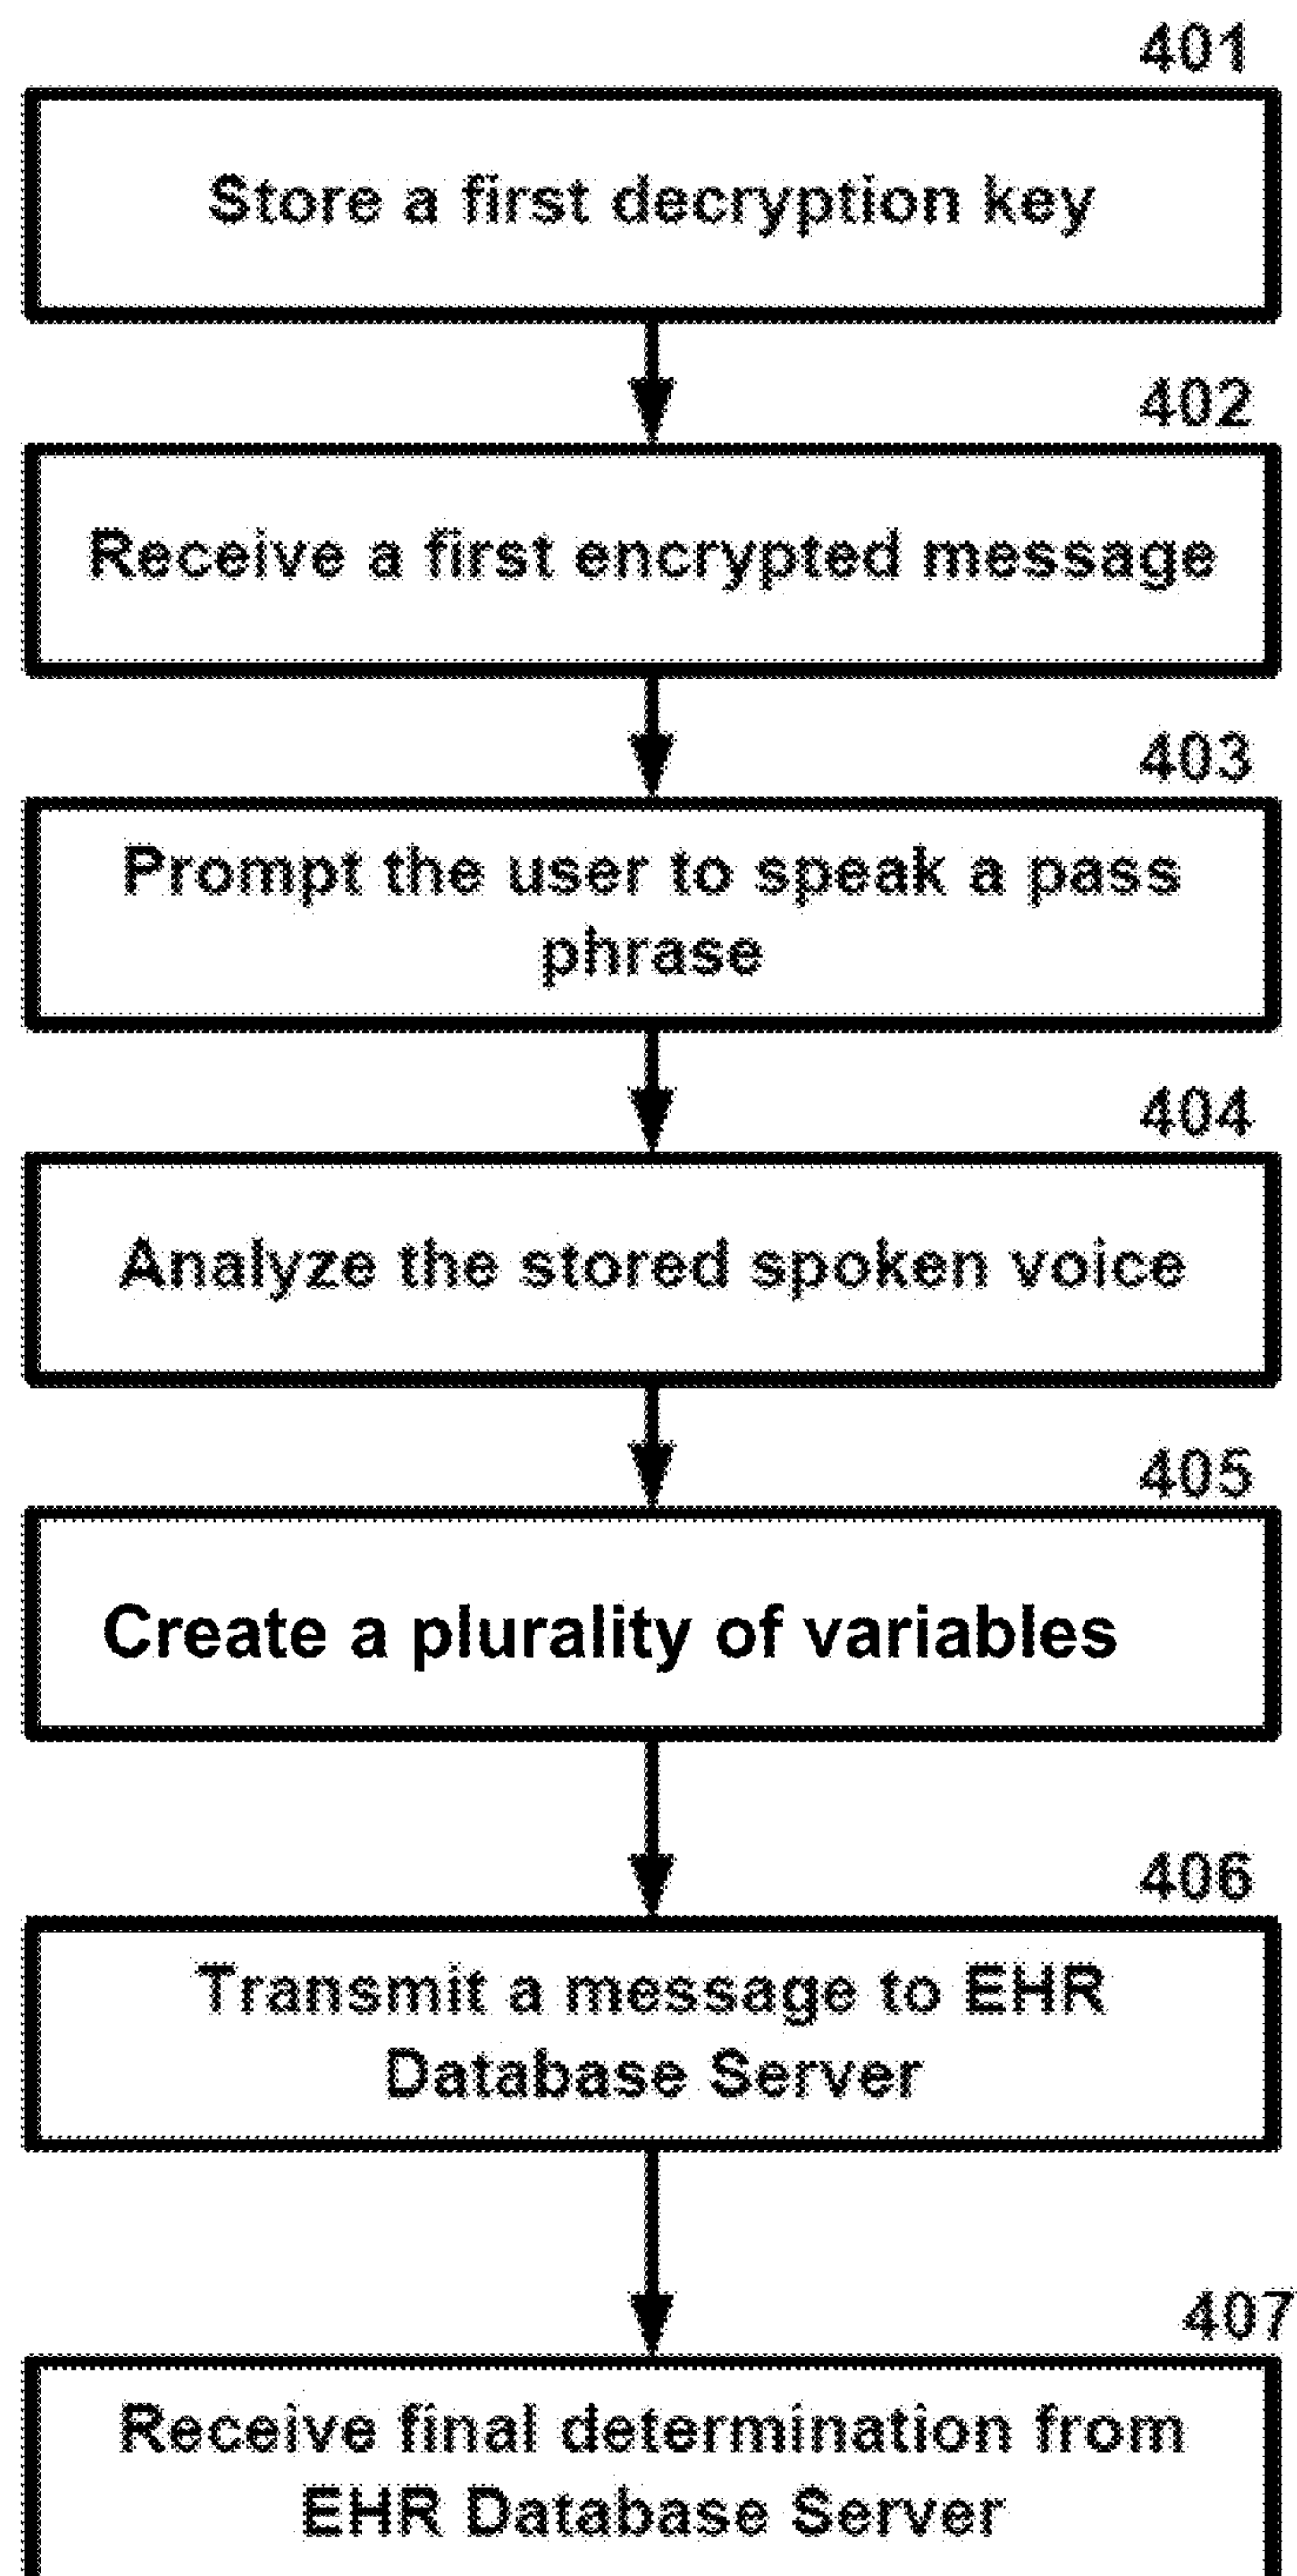 401
Store a first decryption key
402
Receive a first encrypted message
403
Prompt the user to speak a pass
phrase
404
Analyze the stored spoken voice
405
Create a plurality of variables
406
Transmit a message to EHR
Database Server
407
Receive final determination from
EHR Database Server